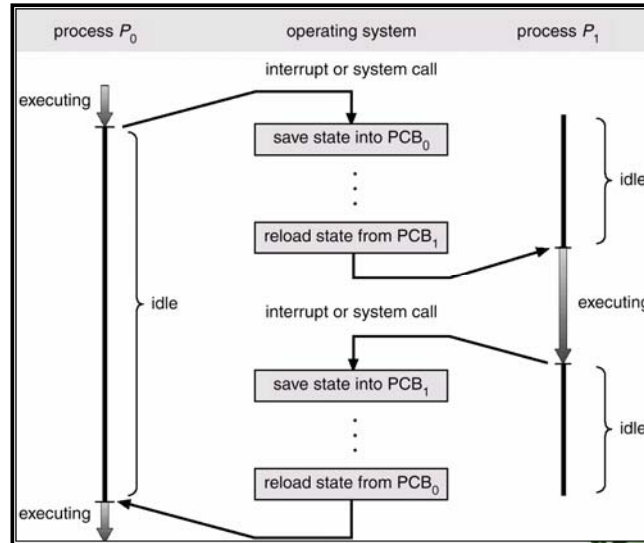 process P₀ operating system process P₁
interrupt or system call
executing
save state into PCB₀
idle
reload state from PCB₁
idle
interrupt or system call
executing
save state into PCB₁
idle
reload state from PCB₀
executing